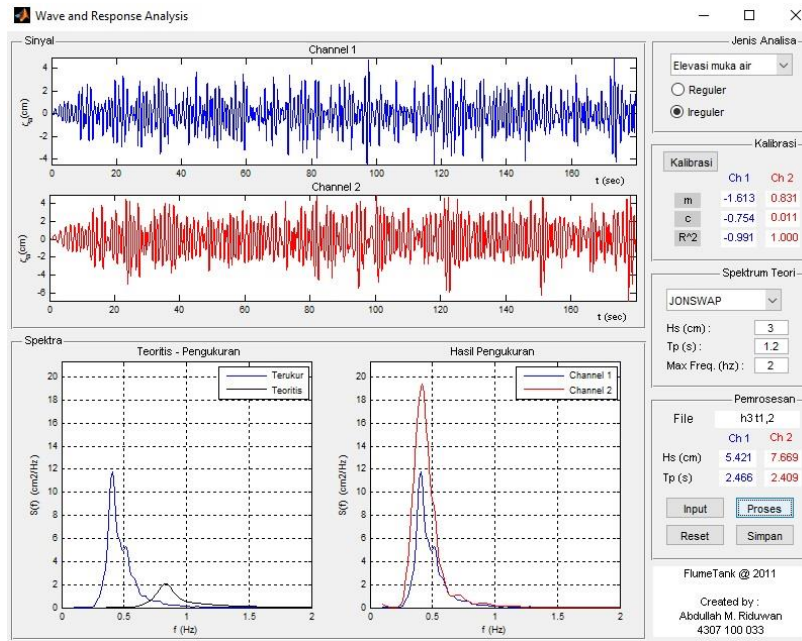 Wave and Response Analysis
Sinyal
Channel 1
ζa(cm)
4
2
0
-2
-4
0 20 40 60 80 100 120 140 160
t (sec)
Channel 2
ζa(cm)
4
2
0
-2
-4
-6
0 20 40 60 80 100 120 140 160
t (sec)
Spektra
Teoritis - Pengukuran
Terukur
Teoritis
S(f) (cm2/Hz)
20
18
16
14
12
10
8
6
4
2
0
0 0.5 1 1.5 2
f (Hz)
Hasil Pengukuran
Channel 1
Channel 2
S(f) (cm2/Hz)
20
18
16
14
12
10
8
6
4
2
0
0 0.5 1 1.5 2
f (Hz)
Jenis Analisa
Elevasi muka air
Reguler
Ireguler
Kalibrasi
Kalibrasi
Ch 1 Ch 2
m -1.613 0.831
c -0.754 0.011
R^2 -0.991 1.000
Spektrum Teori
JONSWAP
Hs (cm) : 3
Tp (s) : 1.2
Max Freq. (hz) : 2
Pemrosesan
File h3 t1,2
Ch 1 Ch 2
Hs (cm) 5.421 7.669
Tp (s) 2.466 2.409
Input Proses
Reset Simpan
FlumeTank @ 2011
Created by :
Abdullah M. Riduwan
4307 100 033